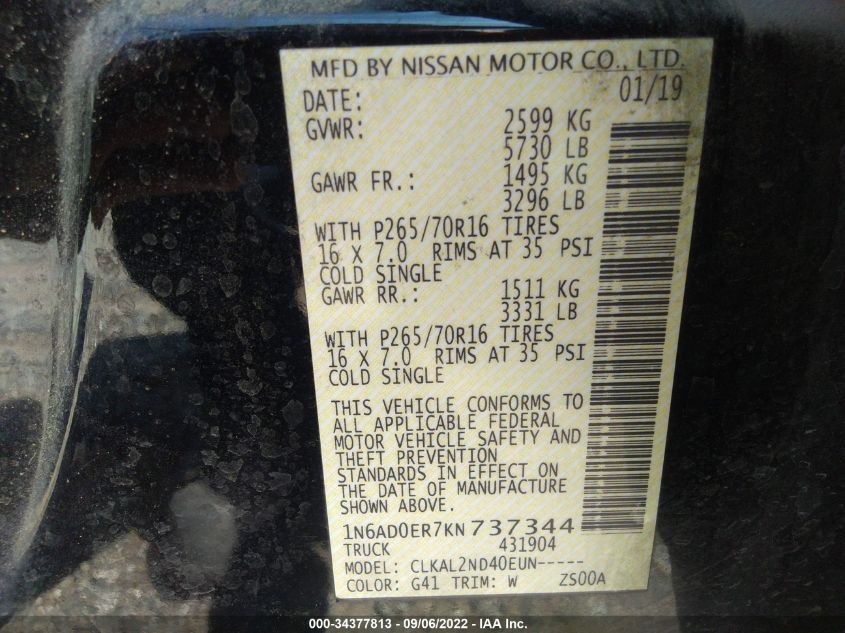 MFD BY NISSAN MOTOR CO., LTD.
DATE: 01/19
GVWR: 2599 KG
5730 LB
GAWR FR.: 1495 KG
3296 LB
WITH P265/70R16 TIRES
16 X 7.0 RIMS AT 35 PSI
COLD SINGLE
GAWR RR.: 1511 KG
3331 LB
WITH P265/70R16 TIRES
16 X 7.0 RIMS AT 35 PSI
COLD SINGLE
THIS VEHICLE CONFORMS TO
ALL APPLICABLE FEDERAL
MOTOR VEHICLE SAFETY AND
THEFT PREVENTION
STANDARDS IN EFFECT ON
THE DATE OF MANUFACTURE
SHOWN ABOVE.
1N6AD0ER7KN737344
TRUCK 431904
MODEL: CLKAL2ND40EUN-----
COLOR: G41 TRIM: W ZS00A
000-34377813 - 09/06/2022 - IAA Inc.